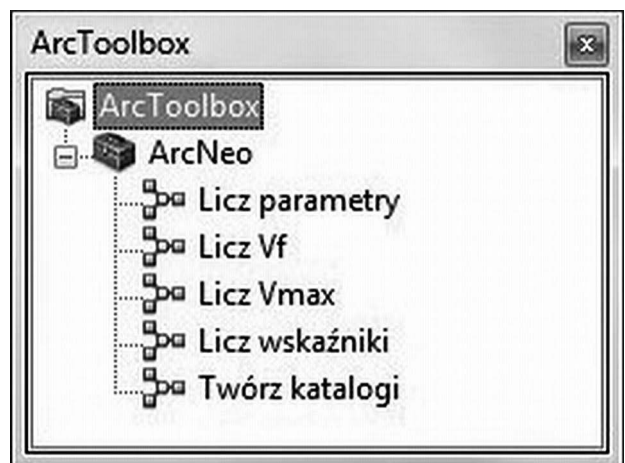 ArcToolbox
ArcToolbox
ArcNeo
Licz parametry
Licz Vf
Licz Vmax
Licz wskaźniki
Twórz katalogi